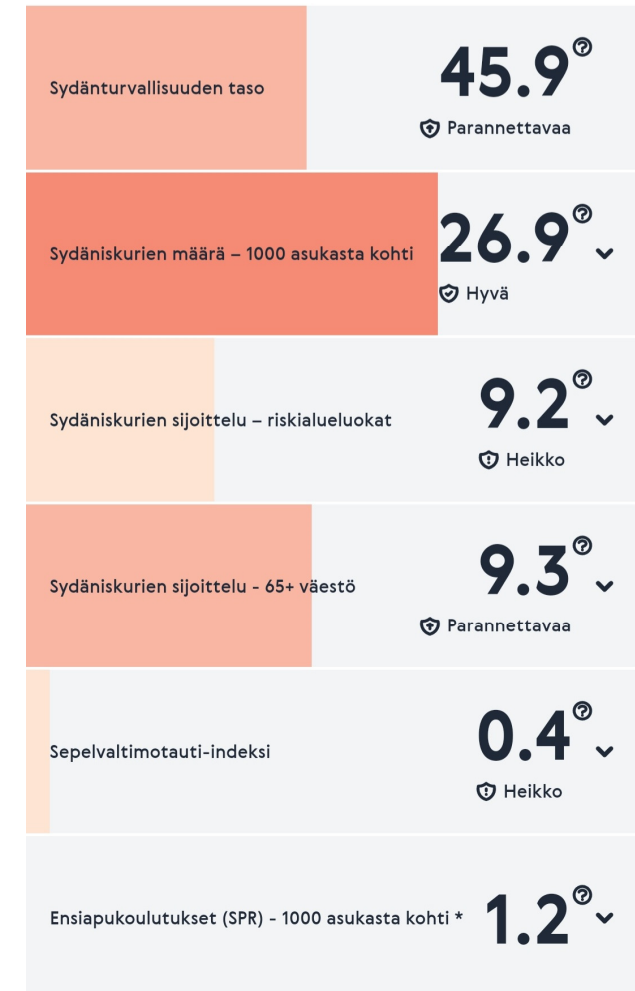 Sydänturvallisuuden taso
45.9
Parannettavaa
Sydäniskurien määrä – 1000 asukasta kohti
26.9
Hyvä
Sydäniskurien sijoittelu – riskialueluokat
9.2
Heikko
Sydäniskurien sijoittelu - 65+ väestö
9.3
Parannettavaa
Sepelvaltimotauti-indeksi
0.4
Heikko
Ensiapukoulutukset (SPR) - 1000 asukasta kohti *
1.2